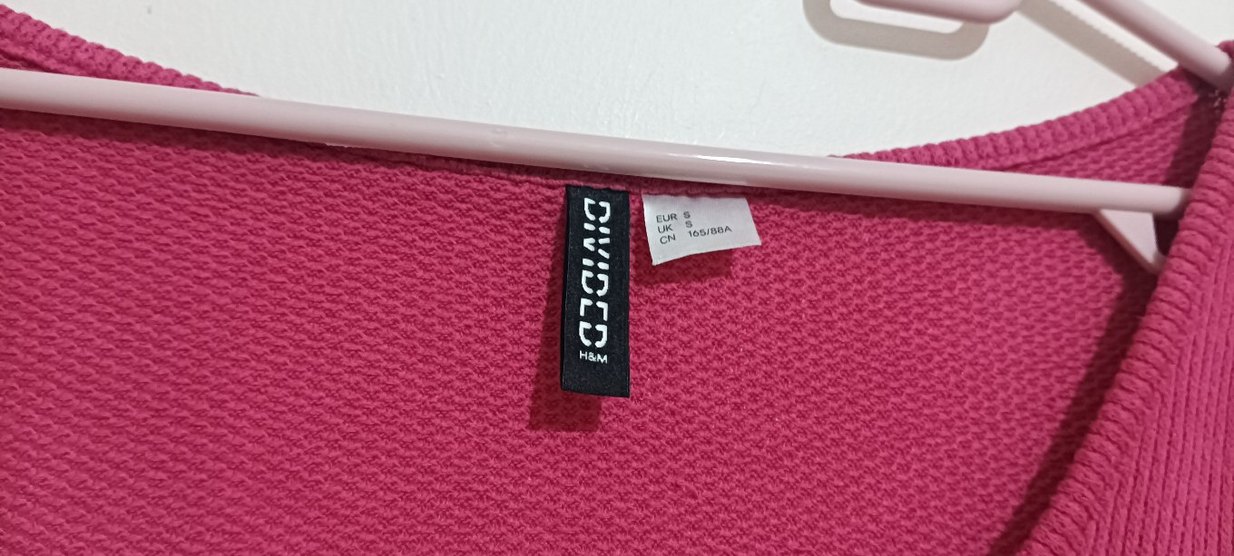 DIVIDED
H&M
EUR S
UK S
CN 165/88A